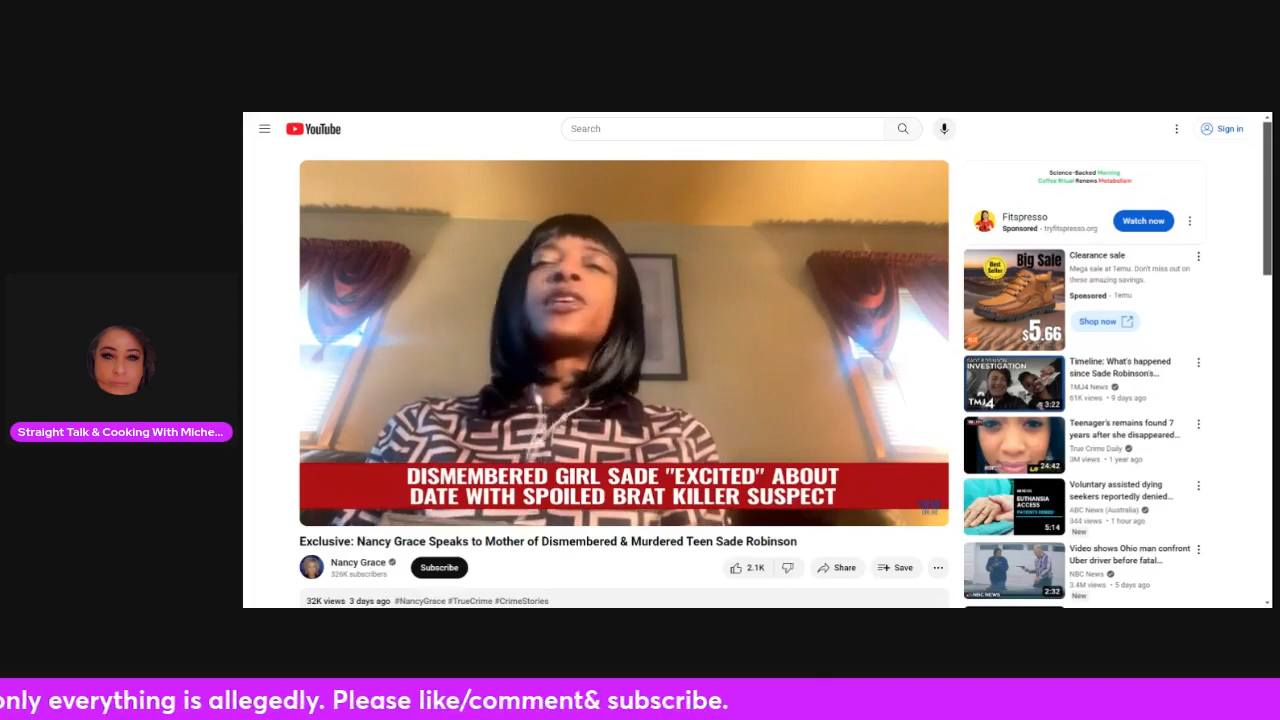 YouTube
Search
Sign in
DISMEMBERED GIRL SADE "EXCITED" ABOUT
DATE WITH SPOILED BRAT KILLER SUSPECT
Exclusive: Nancy Grace Speaks to Mother of Dismembered & Murdered Teen Sade Robinson
Nancy Grace
326K subscribers
Subscribe
2.1K
Share
Save
32K views 3 days ago #NancyGrace #TrueCrime #CrimeStories
Science-Backed Morning
Coffee Ritual Renews Metabolism
Fitspresso
Sponsored · tryfitspresso.org
Watch now
Best
Seller
Big Sale
$5.66
Clearance sale
Mega sale at Temu. Don't miss out on
these amazing savings.
Sponsored · Temu
Shop now
INVESTIGATION
TMJ4
3:22
Timeline: What's happened
since Sade Robinson's...
TMJ4 News
61K views · 9 days ago
24:42
Teenager's remains found 7
years after she disappeared...
True Crime Daily
3M views · 1 year ago
EUTHANASIA
ACCESS
5:14
Voluntary assisted dying
seekers reportedly denied...
ABC News (Australia)
344 views · 1 hour ago
New
NBC NEWS
2:32
Video shows Ohio man confront
Uber driver before fatal...
NBC News
3.4M views · 5 days ago
New
Straight Talk & Cooking With Miche...
only everything is allegedly. Please like/comment& subscribe.